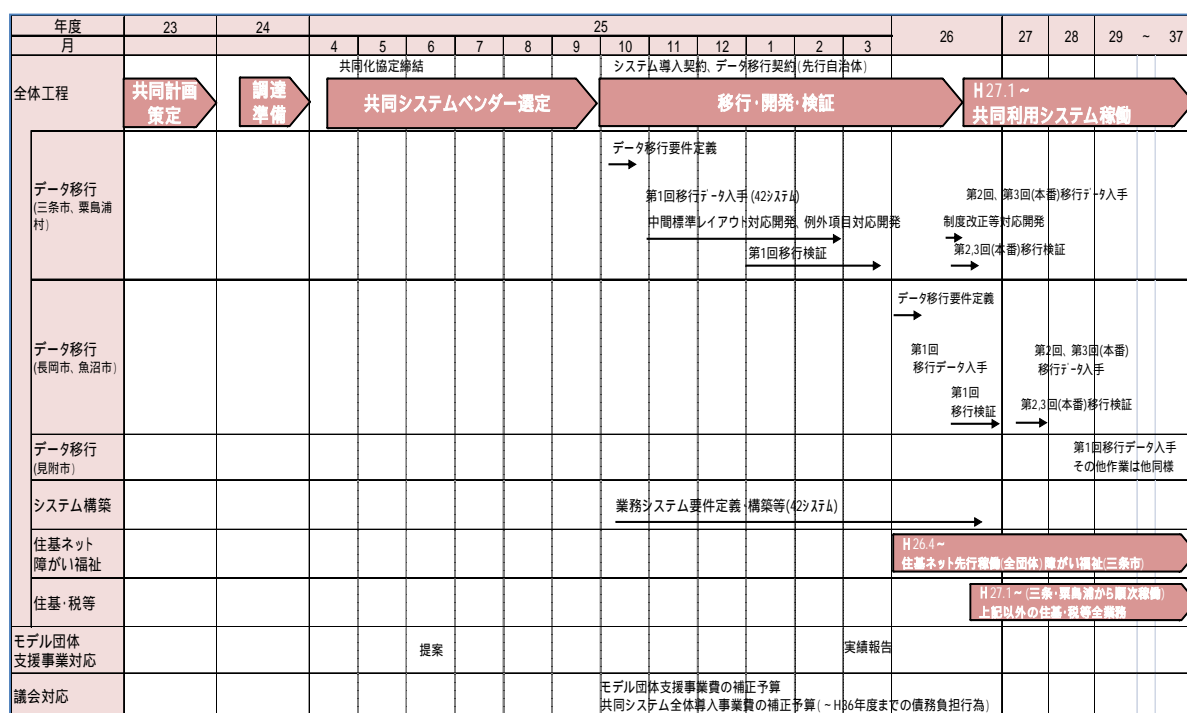 年度 23 24 25 26 27 28 29 ~ 37
月 4 5 6 7 8 9 10 11 12 1 2 3
共同化協定締結 システム導入契約、データ移行契約(先行自治体)
全体工程
共同計画
策定
調達
準備
共同システムベンダー選定
移行・開発・検証
H27.1~
共同利用システム稼働
データ移行
(三条市、粟島浦
村)
データ移行要件定義
第1回移行データ入手(42システム)
中間標準レイアウト対応開発、例外項目対応開発
第1回移行検証
第2回、第3回(本番)移行データ入手
制度改正等対応開発
第2,3回(本番)移行検証
データ移行
(長岡市、魚沼市)
データ移行要件定義
第1回
移行データ入手
第1回
移行検証
第2回、第3回(本番)
移行データ入手
第2,3回(本番)移行検証
データ移行
(見附市)
第1回移行データ入手
その他作業は他同様
システム構築
業務システム要件定義・構築等(42システム)
住基ネット
障がい福祉
H26.4~
住基ネット先行稼働(全団体)障がい福祉(三条市)
住基・税等
H27.1~(三条・粟島浦から順次稼働)
上記以外の住基・税等全業務
モデル団体
支援事業対応
提案
実績報告
議会対応
モデル団体支援事業費の補正予算
共同システム全体導入事業費の補正予算(~H36年度までの債務負担行為)